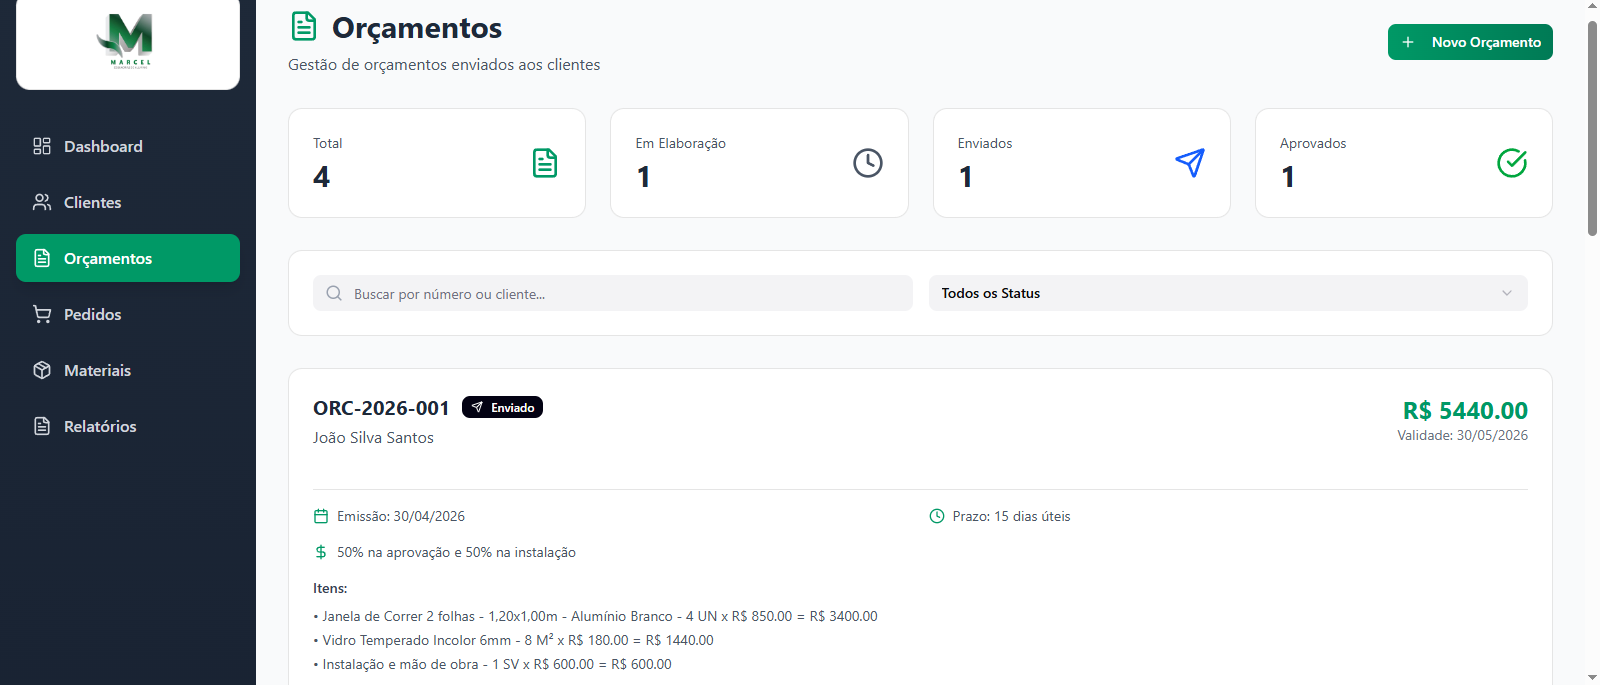 MARCEL
Dashboard
Clientes
Orçamentos
Pedidos
Materiais
Relatórios
Orçamentos
Gestão de orçamentos enviados aos clientes
Novo Orçamento
Total
4
Em Elaboração
1
Enviados
1
Aprovados
1
Buscar por número ou cliente...
Todos os Status
ORC-2026-001
Enviado
João Silva Santos
R$ 5440.00
Validade: 30/05/2026
Emissão: 30/04/2026
Prazo: 15 dias úteis
50% na aprovação e 50% na instalação
Itens:
• Janela de Correr 2 folhas - 1,20x1,00m - Alumínio Branco - 4 UN x R$ 850.00 = R$ 3400.00
• Vidro Temperado Incolor 6mm - 8 M² x R$ 180.00 = R$ 1440.00
• Instalação e mão de obra - 1 SV x R$ 600.00 = R$ 600.00